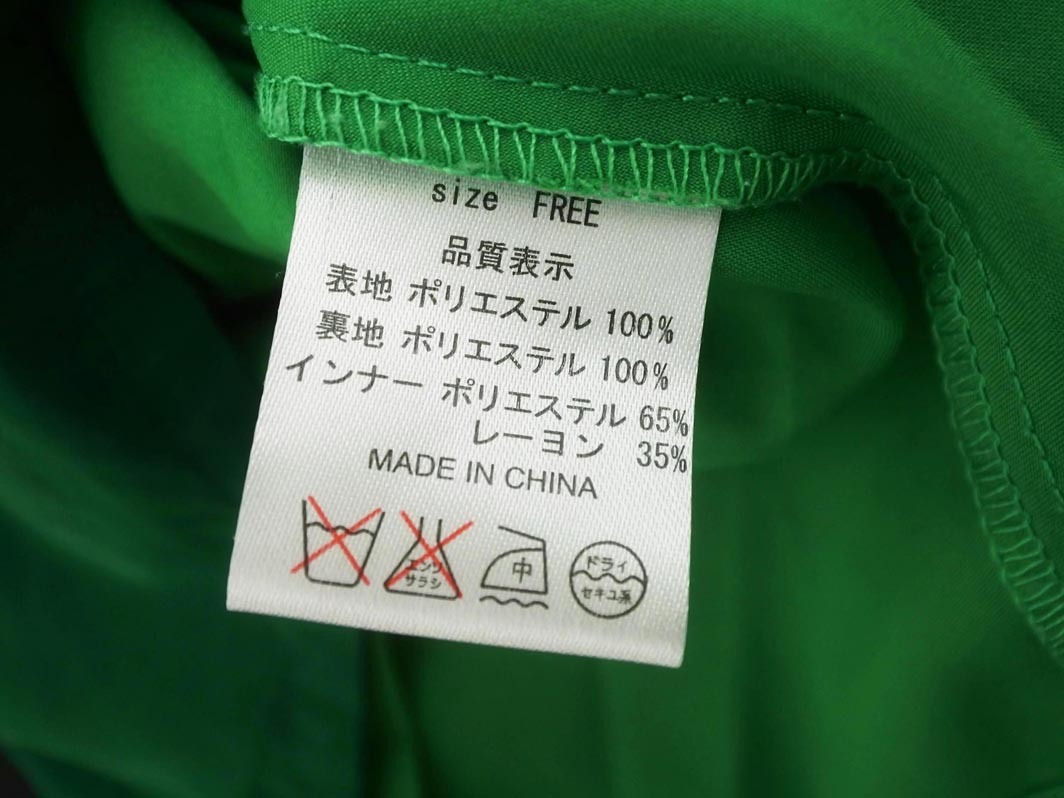 size FREE
品質表示
表地 ポリエステル 100%
裏地 ポリエステル 100%
インナー ポリエステル 65%
レーヨン 35%
MADE IN CHINA
エンソ
サラシ
中
ドライ
セキユ系